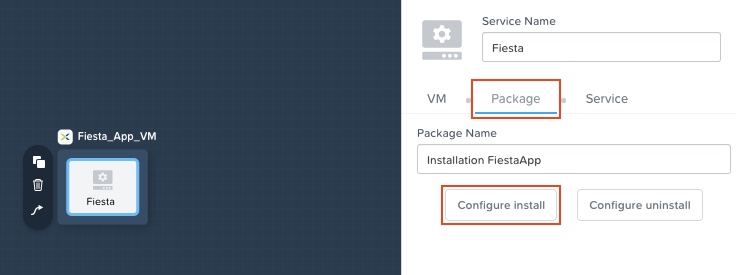 Fiesta_App_VM
Fiesta
Service Name
Fiesta
VM Package Service
Package Name
Installation FiestaApp
Configure install Configure uninstall